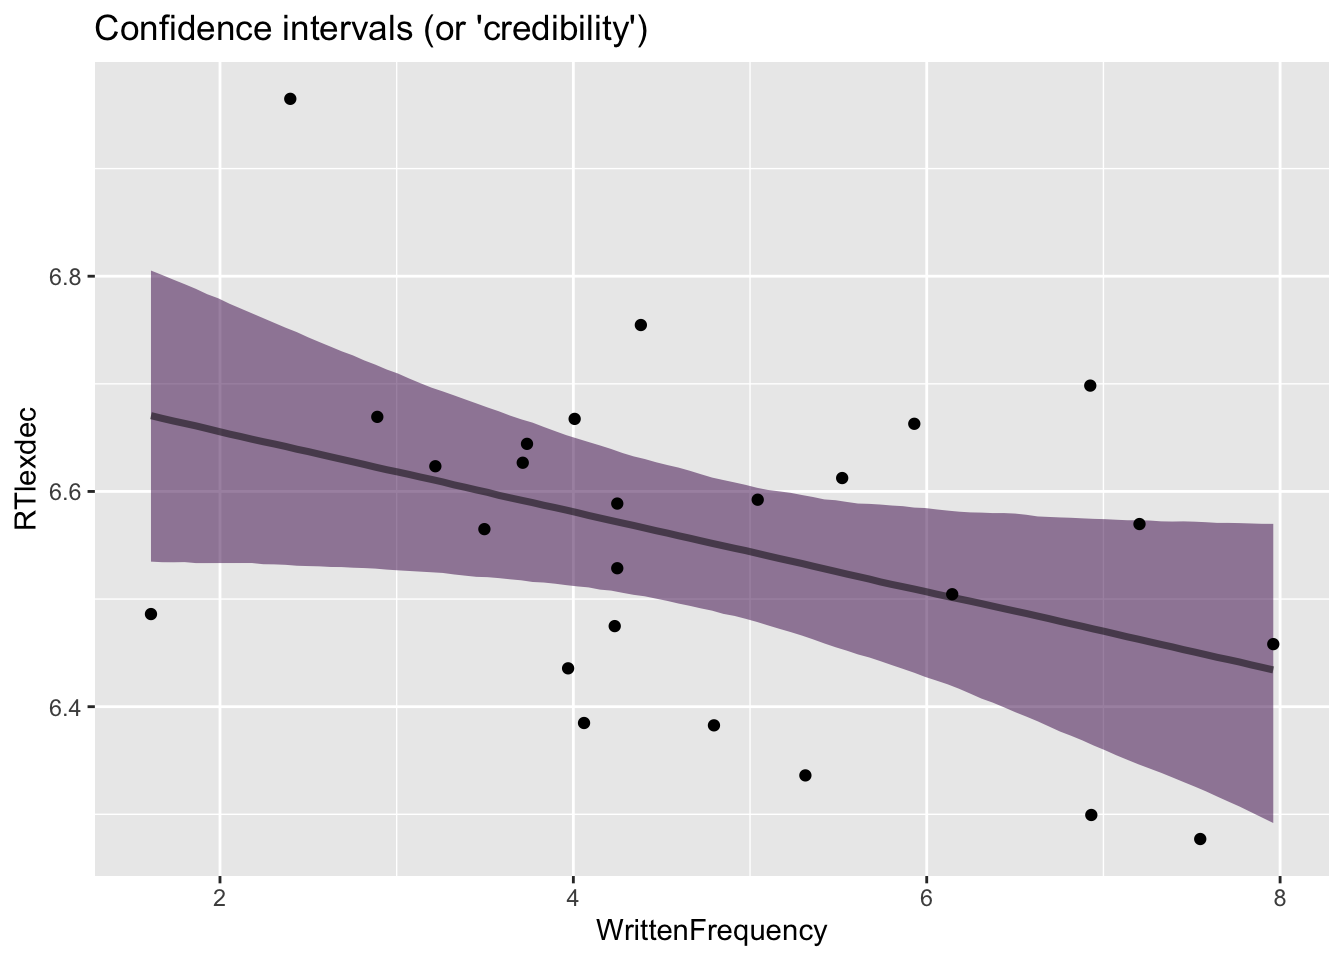 Confidence intervals (or 'credibility')
RTlexdec
6.8
6.6
6.4
2 4 6 8
WrittenFrequency